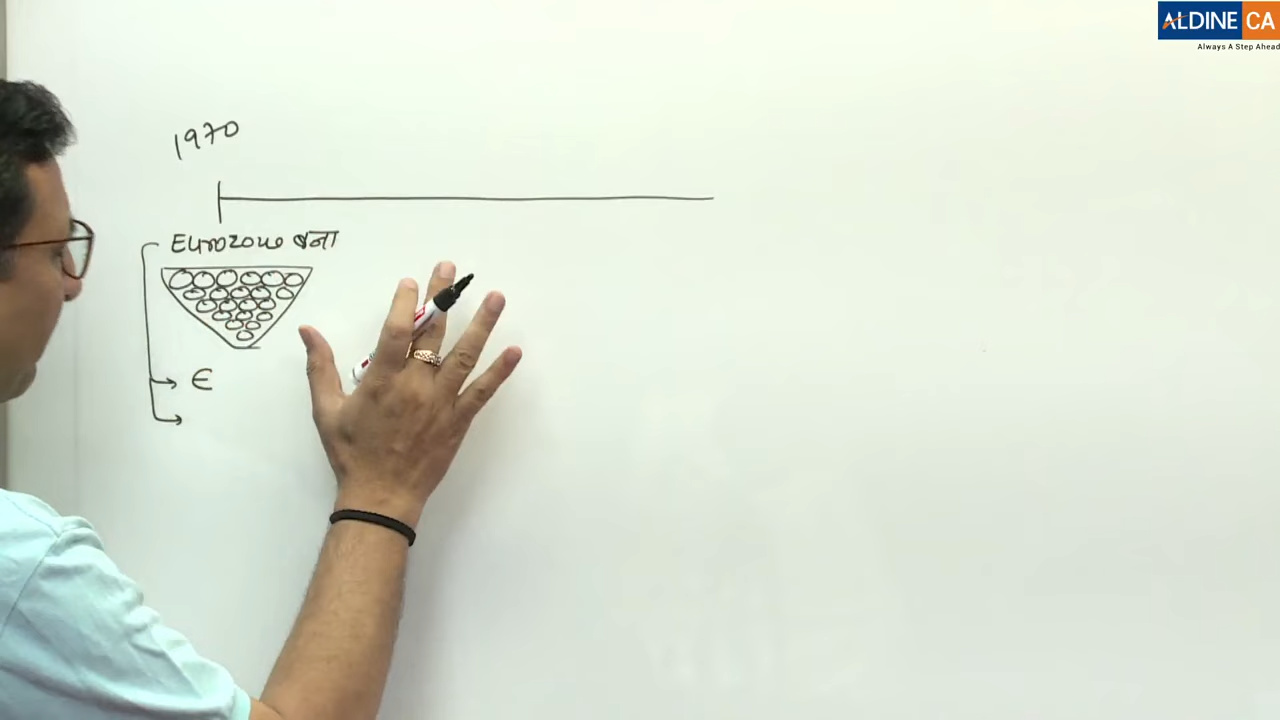 ALDINE CA
Always A Step Ahead
1970
Eurozone बना
€